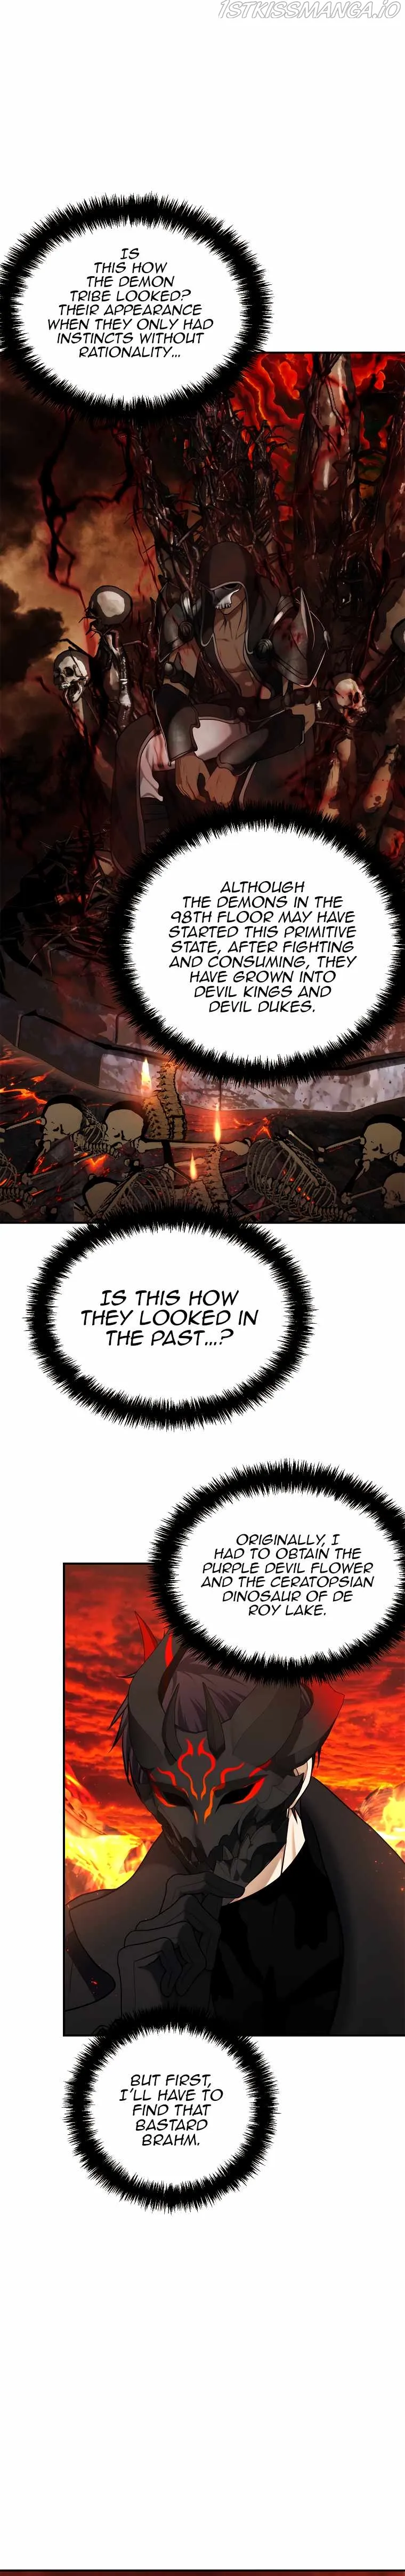 1STKISSMANGA.IO
IS
THIS HOW
THE DEMON
TRIBE LOOKED?
THEIR APPEARANCE
WHEN THEY ONLY HAD
INSTINCTS WITHOUT
RATIONALITY...
ALTHOUGH
THE DEMONS IN THE
98TH FLOOR MAY HAVE
STARTED THIS PRIMITIVE
STATE, AFTER FIGHTING
AND CONSUMING, THEY
HAVE GROWN INTO
DEVIL KINGS AND
DEVIL DUKES.
IS THIS HOW
THEY LOOKED IN
THE PAST...?
ORIGINALLY, I
HAD TO OBTAIN THE
PURPLE DEVIL FLOWER
AND THE CERATOPSIAN
DINOSAUR OF DE
ROY LAKE.
BUT FIRST,
I'LL HAVE TO
FIND THAT
BASTARD
BRAHM.